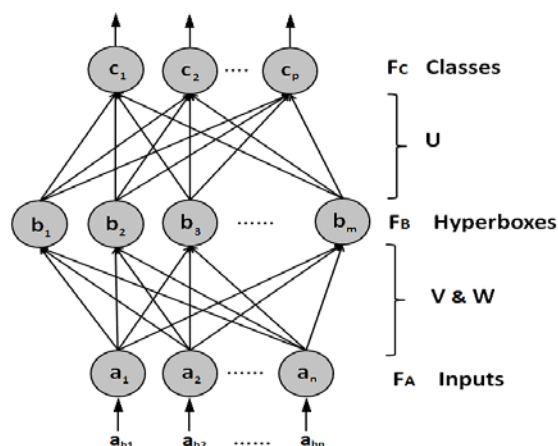 c1 c2 .... cp FC Classes
U
b1 b2 b3 ...... bm FB Hyperboxes
V & W
a1 a2 ...... an FA Inputs
ah1 ah2 ...... ahn